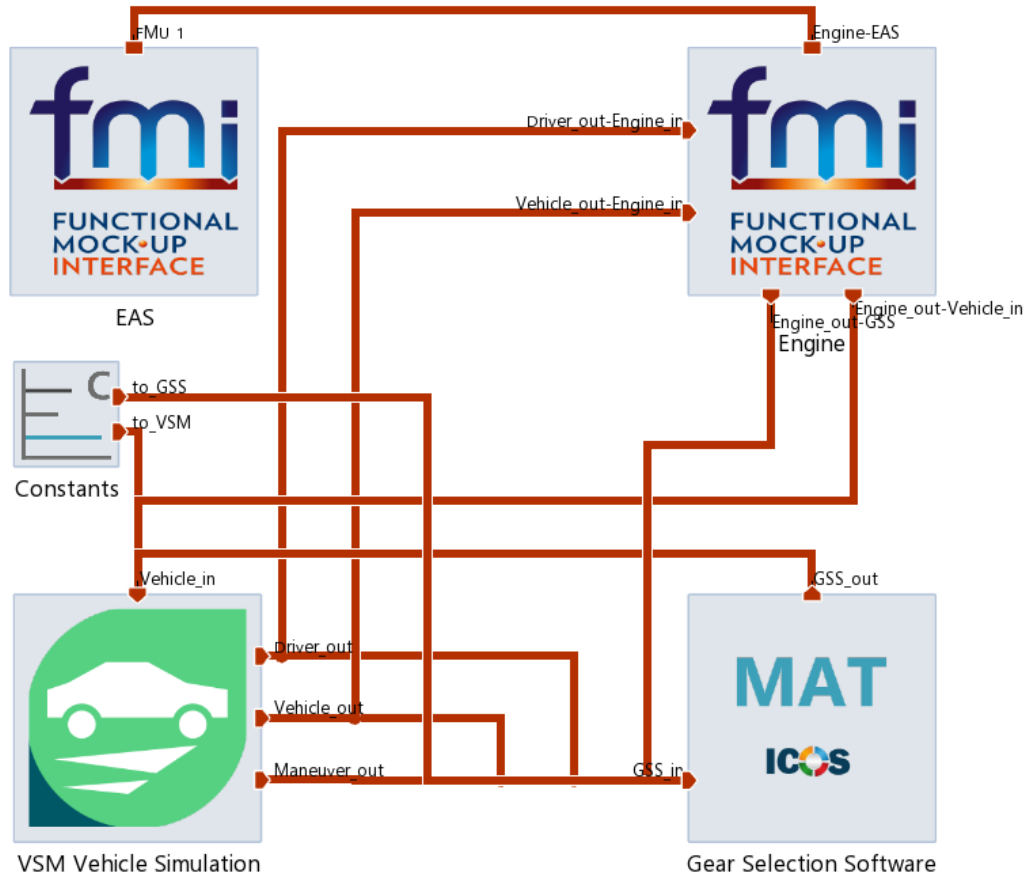 FMU 1
Engine-EAS
fmi
FUNCTIONAL
MOCK-UP
INTERFACE
EAS
Driver_out-Engine_in
Vehicle_out-Engine_in
fmi
FUNCTIONAL
MOCK-UP
INTERFACE
Engine_out-Vehicle_in
Engine_out-GSS
Engine
C
to_GSS
to_VSM
Constants
Vehicle_in
GSS_out
Driver_out
Vehicle_out
Maneuver_out
GSS_in
MAT
ICOS
VSM Vehicle Simulation
Gear Selection Software